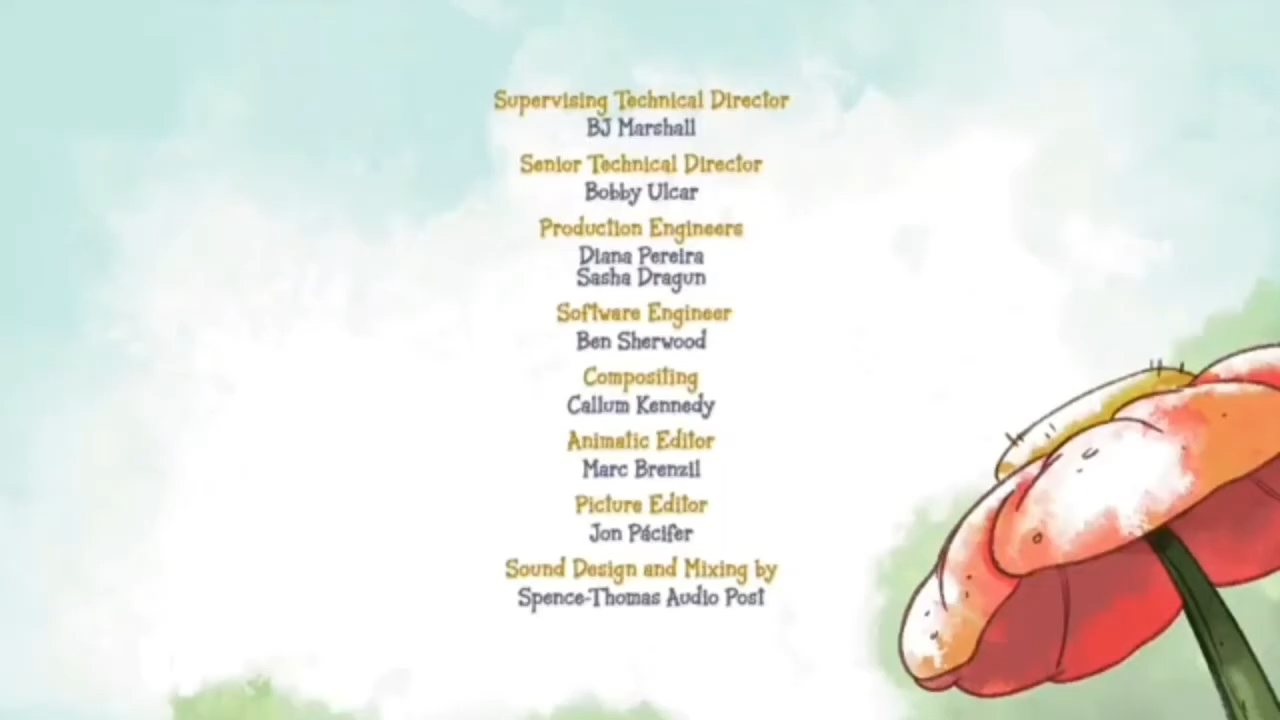 Supervising Technical Director
BJ Marshall
Senior Technical Director
Bobby Ulcar
Production Engineers
Diana Pereira
Sasha Dragun
Software Engineer
Ben Sherwood
Compositing
Callum Kennedy
Animatic Editor
Marc Brenzil
Picture Editor
Jon Pácifer
Sound Design and Mixing by
Spence-Thomas Audio Post